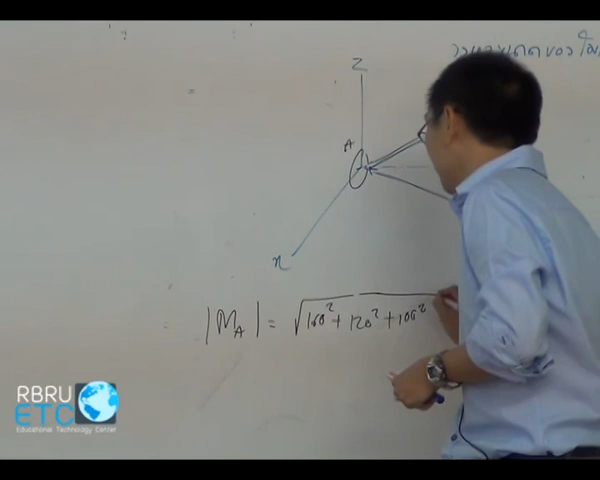 Z
A
x
|M_A| = √160² + 120² + 100²
RBRU
ETC
Educational Technology Center